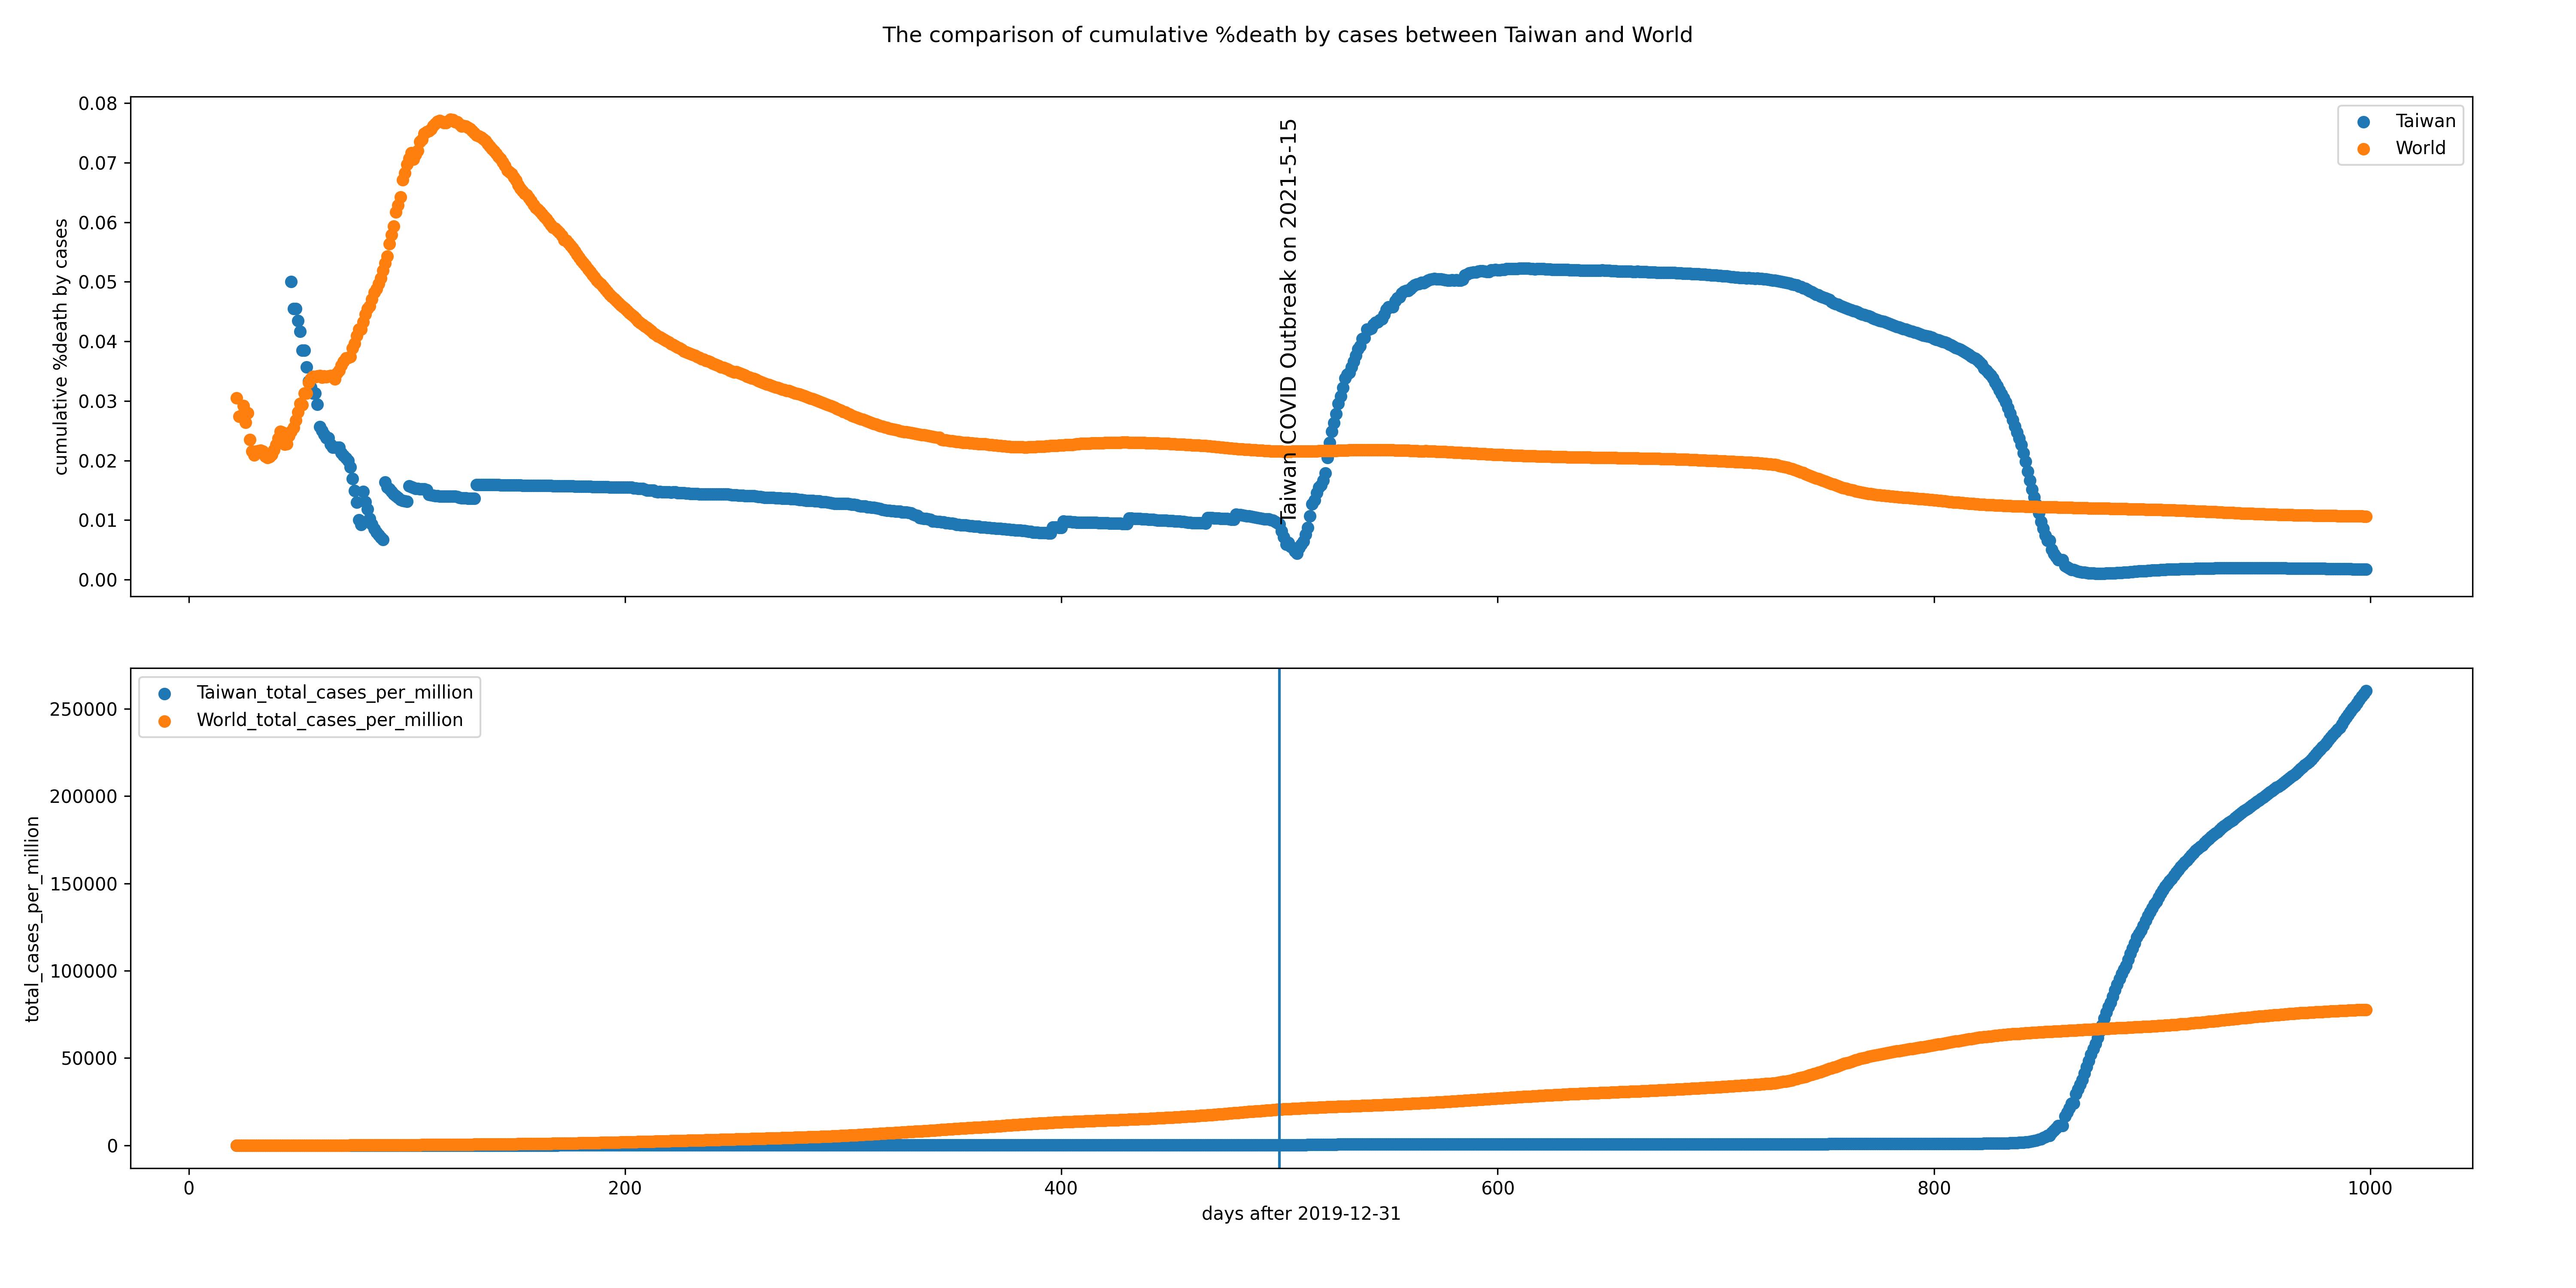 The comparison of cumulative %death by cases between Taiwan and World
cumulative %death by cases
0.08
0.07
0.06
0.05
0.04
0.03
0.02
0.01
0.00
Taiwan COVID Outbreak on 2021-5-15
Taiwan
World
total_cases_per_million
250000
200000
150000
100000
50000
0
Taiwan_total_cases_per_million
World_total_cases_per_million
0 200 400 600 800 1000
days after 2019-12-31